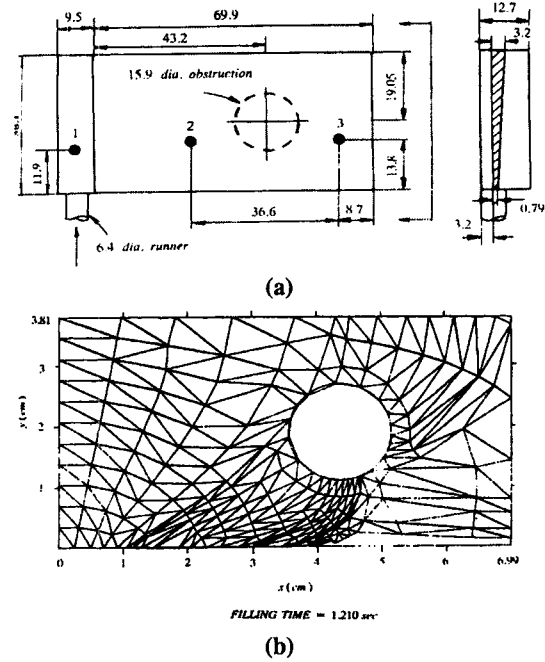 9.5
69.9
12.7
43.2
3.2
15.9 dia. obstruction
19.05
1
2
3
11.9
13.8
36.6
8.7
0.79
3.2
6.4 dia. runner
(a)
3.81
3
2
1
y(cm)
0 1 2 3 4 5 6 6.99
x(cm)
FILLING TIME = 1.210 sec
(b)